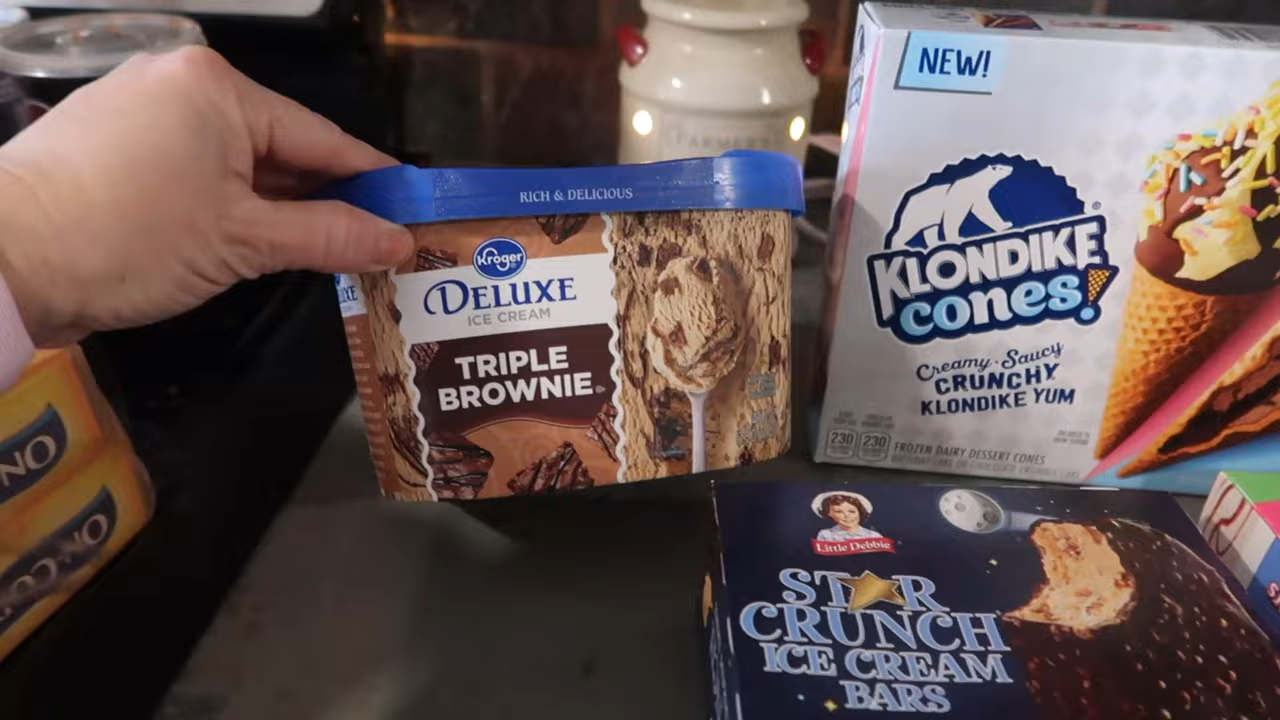 RICH & DELICIOUS
Kroger
DELUXE
ICE CREAM
TRIPLE
BROWNIE
NEW!
KLONDIKE
cones!
Creamy·Saucy
CRUNCHY
KLONDIKE YUM
230
230
FROZEN DAIRY DESSERT CONES
Little Debbie
STAR
CRUNCH
ICE CREAM
BARS
FARMER'S